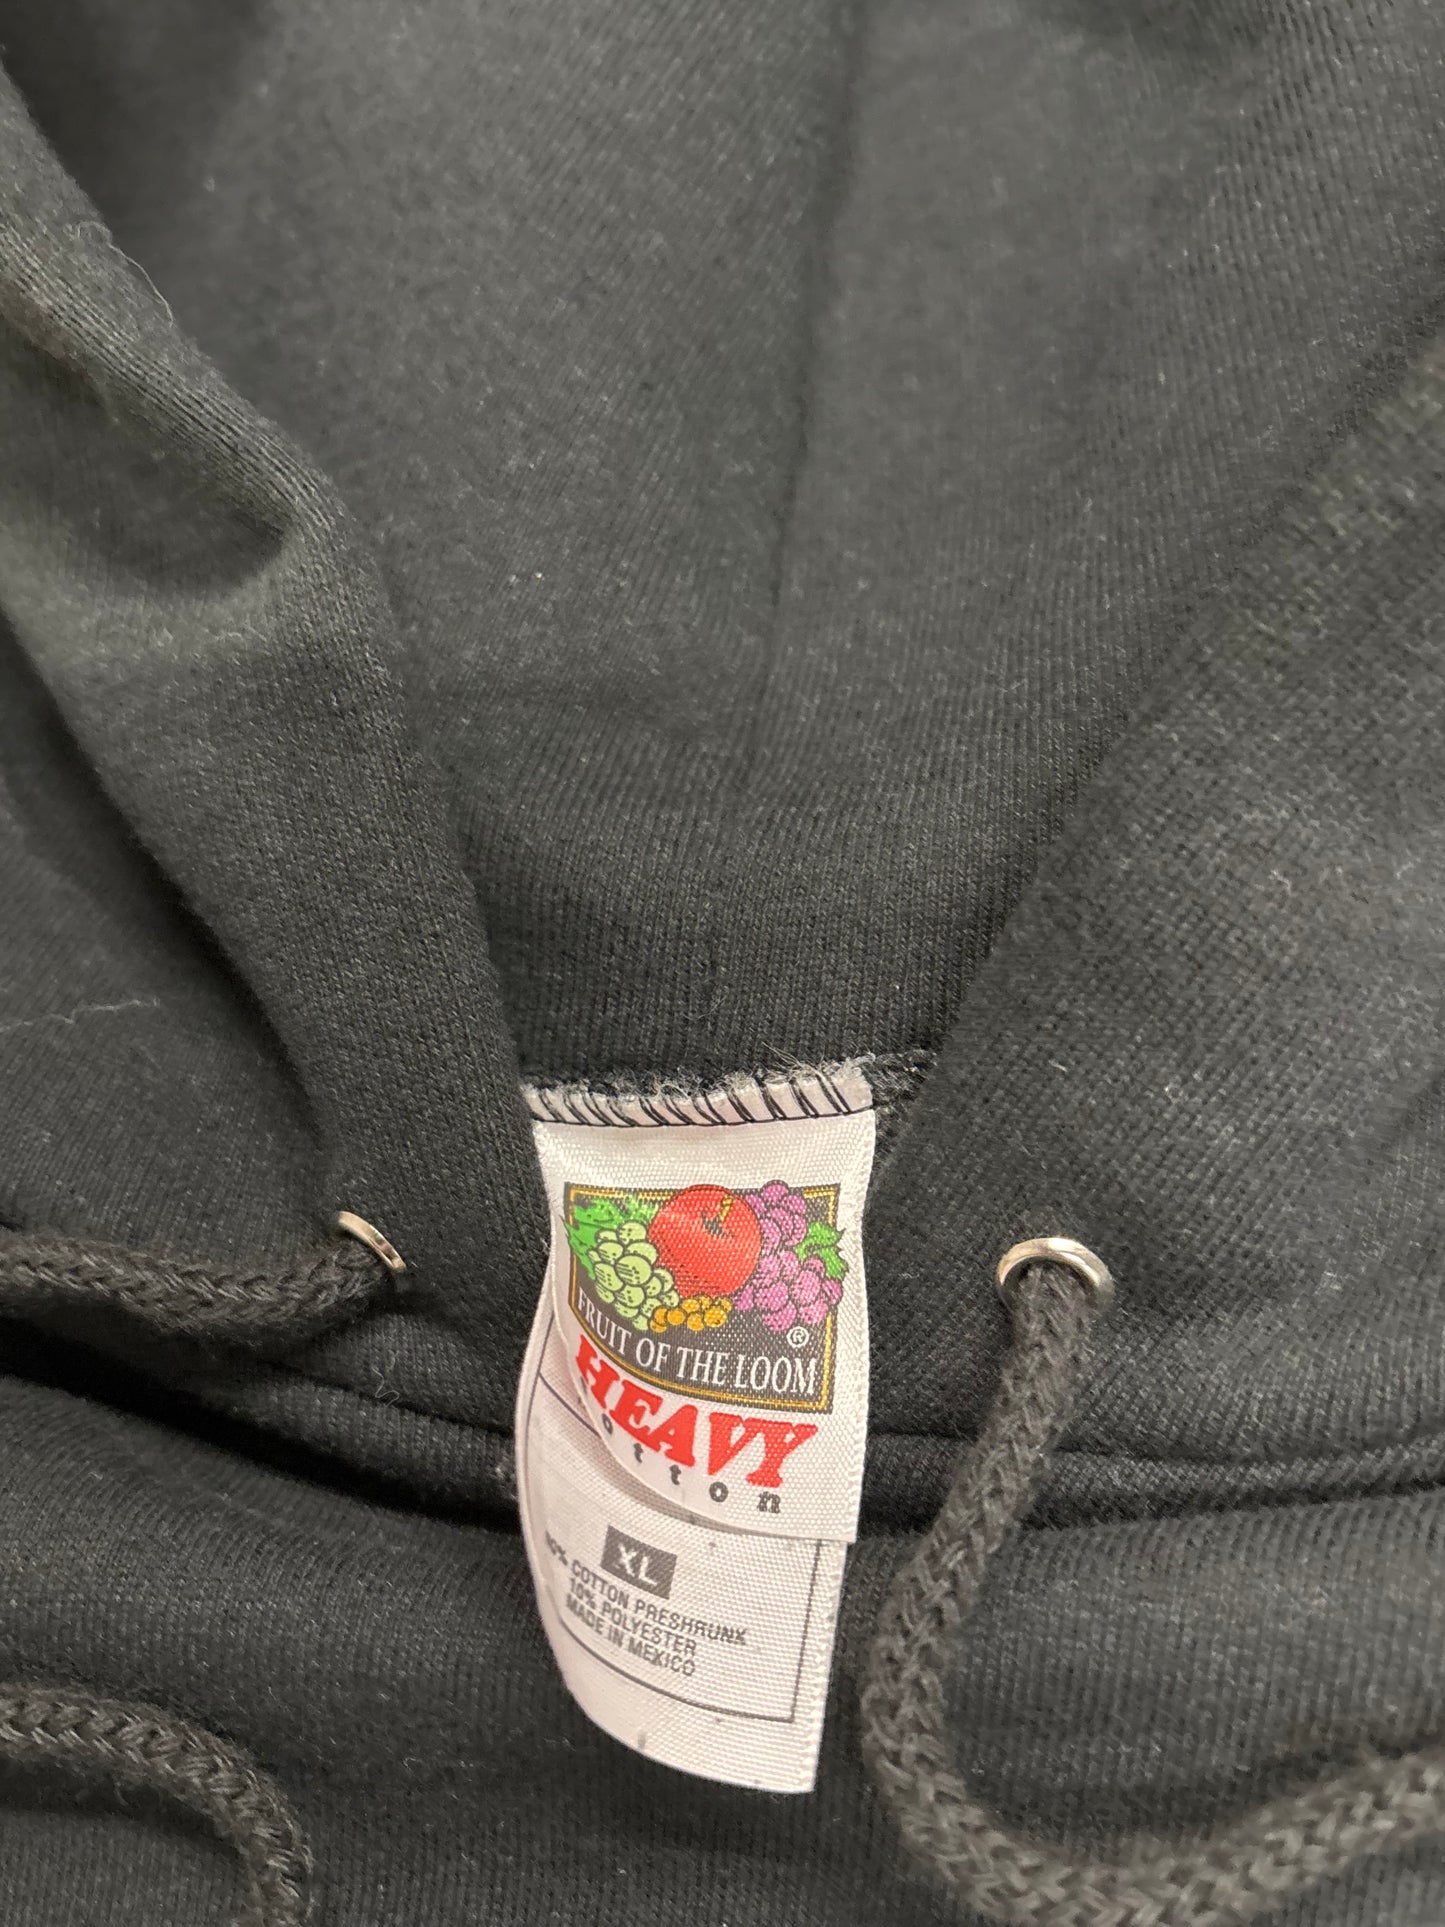 FRUIT OF THE LOOM ®
HEAVY
cotton
XL
COTTON PRESHRUNK
10% POLYESTER
MADE IN MEXICO